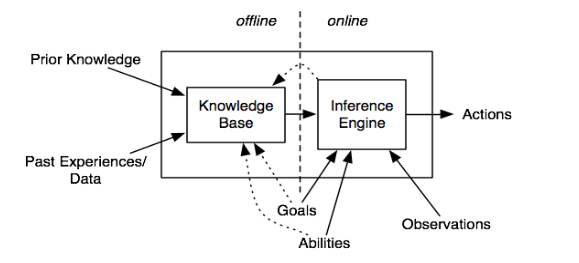 offline
online
Prior Knowledge
Knowledge
Base
Inference
Engine
Actions
Past Experiences/
Data
Goals
Observations
Abilities